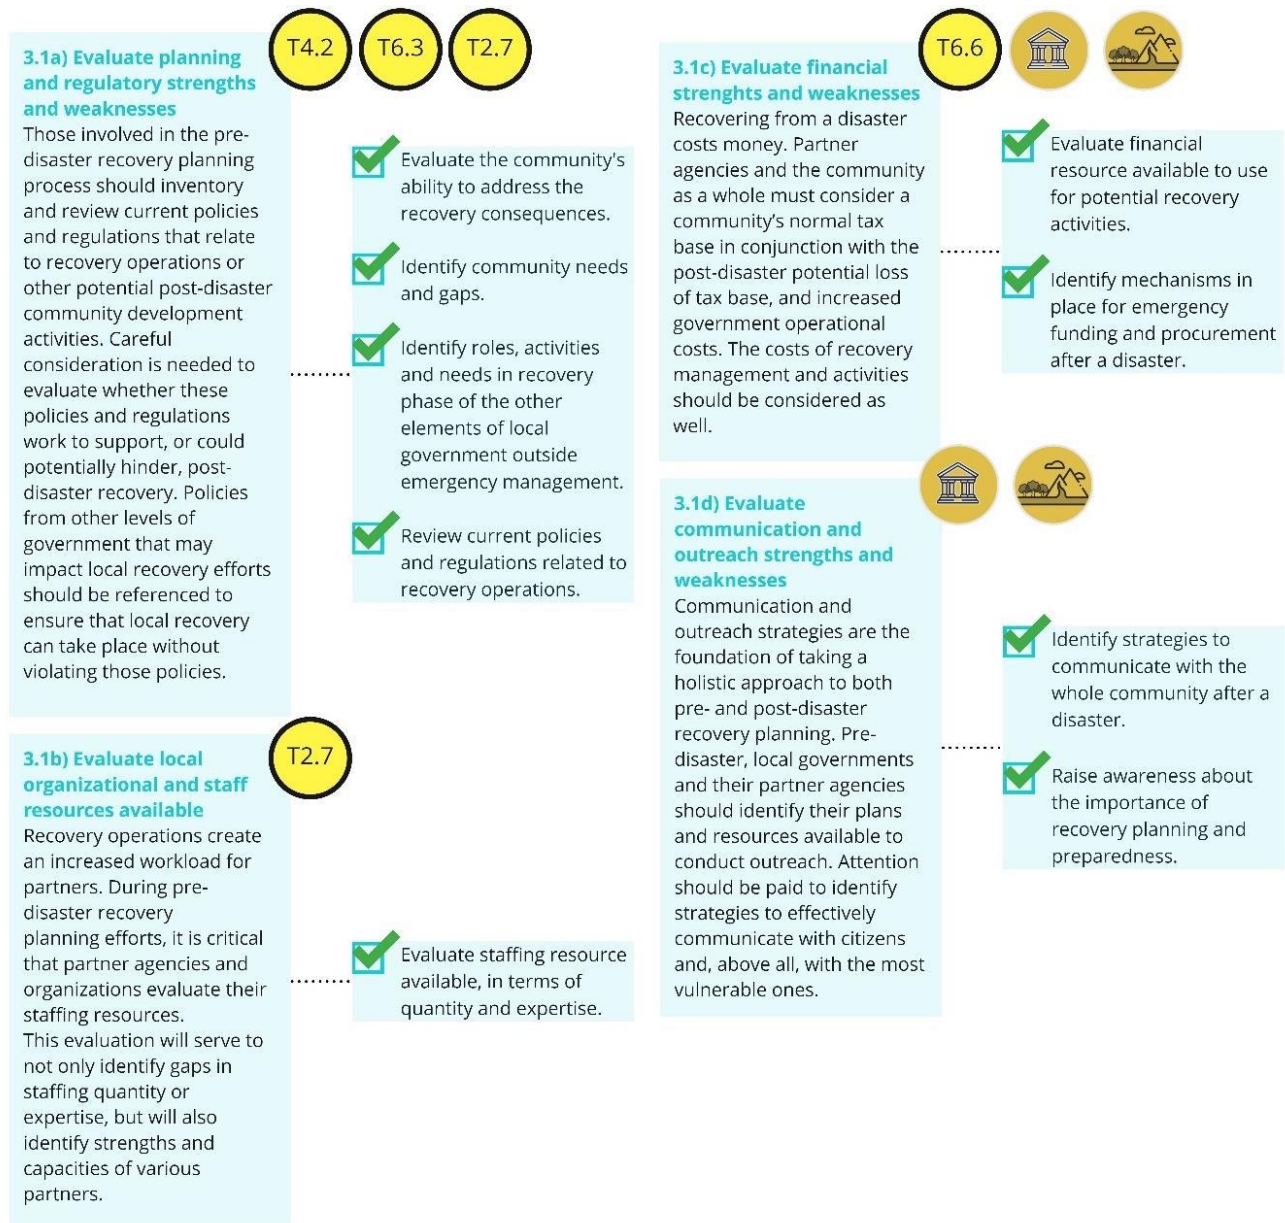 T4.2
T6.3
T2.7
3.1a) Evaluate planning
and regulatory strengths
and weaknesses
Those involved in the pre-
disaster recovery planning
process should inventory
and review current policies
and regulations that relate
to recovery operations or
other potential post-disaster
community development
activities. Careful
consideration is needed to
evaluate whether these
policies and regulations
work to support, or could
potentially hinder, post-
disaster recovery. Policies
from other levels of
government that may
impact local recovery efforts
should be referenced to
ensure that local recovery
can take place without
violating those policies.
Evaluate the community's
ability to address the
recovery consequences.
Identify community needs
and gaps.
Identify roles, activities
and needs in recovery
phase of the other
elements of local
government outside
emergency management.
Review current policies
and regulations related to
recovery operations.
T2.7
3.1b) Evaluate local
organizational and staff
resources available
Recovery operations create
an increased workload for
partners. During pre-
disaster recovery
planning efforts, it is critical
that partner agencies and
organizations evaluate their
staffing resources.
This evaluation will serve to
not only identify gaps in
staffing quantity or
expertise, but will also
identify strengths and
capacities of various
partners.
Evaluate staffing resource
available, in terms of
quantity and expertise.
T6.6
3.1c) Evaluate financial
strenghts and weaknesses
Recovering from a disaster
costs money. Partner
agencies and the community
as a whole must consider a
community's normal tax
base in conjunction with the
post-disaster potential loss
of tax base, and increased
government operational
costs. The costs of recovery
management and activities
should be considered as
well.
Evaluate financial
resource available to use
for potential recovery
activities.
Identify mechanisms in
place for emergency
funding and procurement
after a disaster.
3.1d) Evaluate
communication and
outreach strengths and
weaknesses
Communication and
outreach strategies are the
foundation of taking a
holistic approach to both
pre- and post-disaster
recovery planning. Pre-
disaster, local governments
and their partner agencies
should identify their plans
and resources available to
conduct outreach. Attention
should be paid to identify
strategies to effectively
communicate with citizens
and, above all, with the most
vulnerable ones.
Identify strategies to
communicate with the
whole community after a
disaster.
Raise awareness about
the importance of
recovery planning and
preparedness.